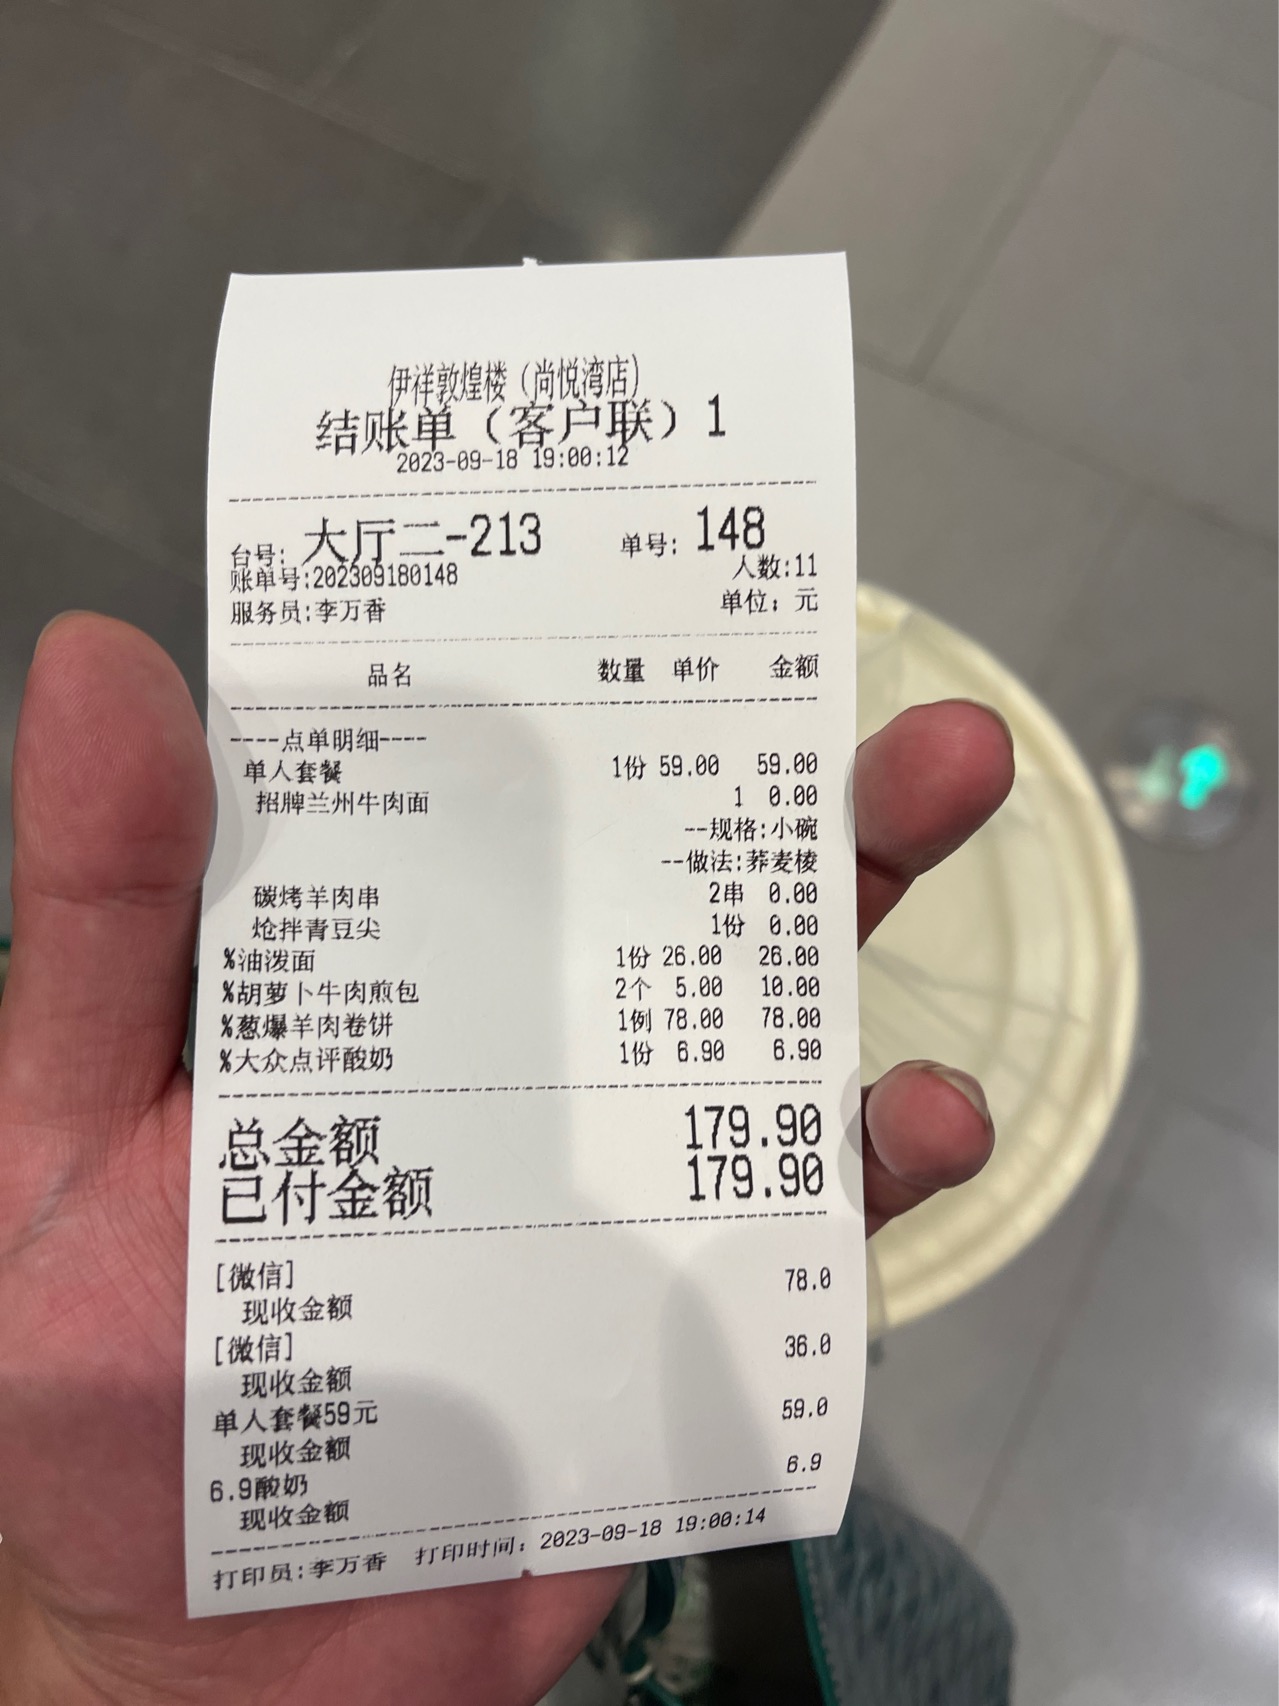 伊祥敦煌楼(尚悦湾店)
结账单(客户联)1
2023-09-18 19:00:12
台号: 大厅二-213 单号: 148
账单号:202309180148 人数:11
服务员:李万香 单位: 元
品名 数量 单价 金额
----点单明细----
单人套餐 1份 59.00 59.00
招牌兰州牛肉面 1 0.00
--规格:小碗
--做法:荞麦棱
碳烤羊肉串 2串 0.00
炝拌青豆尖 1份 0.00
%油泼面 1份 26.00 26.00
%胡萝卜牛肉煎包 2个 5.00 10.00
%葱爆羊肉卷饼 1例 78.00 78.00
%大众点评酸奶 1份 6.90 6.90
总金额 179.90
已付金额 179.90
[微信] 78.0
现收金额
[微信] 36.0
现收金额
单人套餐59元 59.0
现收金额
6.9酸奶 6.9
现收金额
打印员:李万香 打印时间: 2023-09-18 19:00:14